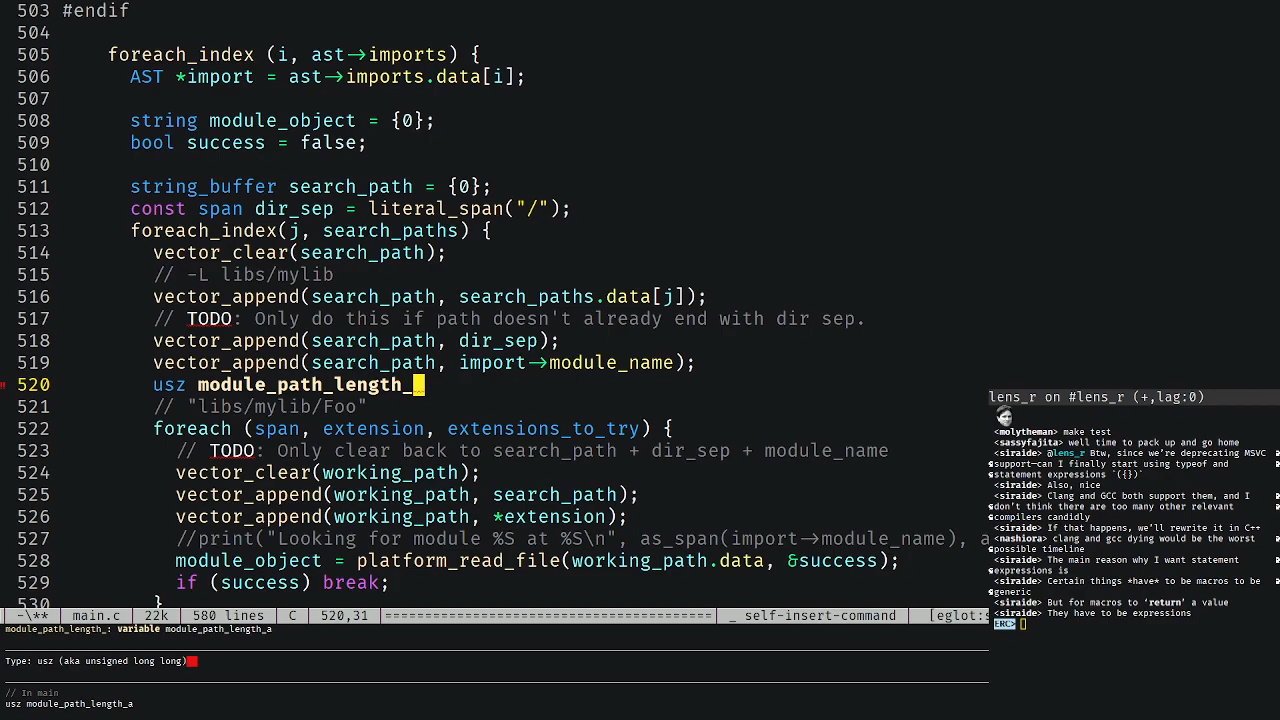 503 #endif
504
505     foreach_index (i, ast→imports) {
506       AST *import = ast→imports.data[i];
507
508       string module_object = {0};
509       bool success = false;
510
511       string_buffer search_path = {0};
512       const span dir_sep = literal_span("/");
513       foreach_index(j, search_paths) {
514         vector_clear(search_path);
515         // -L libs/mylib
516         vector_append(search_path, search_paths.data[j]);
517         // TODO: Only do this if path doesn't already end with dir sep.
518         vector_append(search_path, dir_sep);
519         vector_append(search_path, import→module_name);
520         usz module_path_length_
521         // "libs/mylib/Foo"
522         foreach (span, extension, extensions_to_try) {
523           // TODO: Only clear back to search_path + dir_sep + module_name
524           vector_clear(working_path);
525           vector_append(working_path, search_path);
526           vector_append(working_path, *extension);
527           //print("Looking for module %S at %S\n", as_span(import→module_name), a
528           module_object = platform_read_file(working_path.data, &success);
529           if (success) break;
530         }
-\** main.c 22k 580 lines C 520,31 ============================================= _ self-insert-command [eglot:s
module_path_length_: variable module_path_length_a
Type: usz (aka unsigned long long)
// In main
usz module_path_length_a
lens_r on #lens_r (+,lag:0)
<molytheman> make test
<sassyfajita> well time to pack up and go home
<siraide> @lens_r Btw, since we’re deprecating MSVC
support—can I finally start using typeof and
statement expressions `({})`
<siraide> Also, nice
<siraide> Clang and GCC both support them, and I
don’t think there are too many other relevant
compilers candidly
<siraide> If that happens, we’ll rewrite it in C++
<nashiora> clang and gcc dying would be the worst
possible timeline
<siraide> The main reason why I want statement
expressions is
<siraide> Certain things *have* to be macros to be
generic
<siraide> But for macros to ‘return’ a value
<siraide> They have to be expressions
ERC>